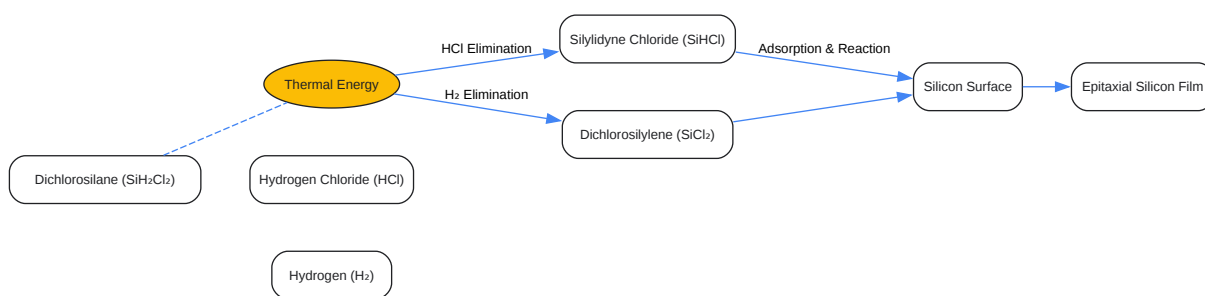 HCl Elimination
Silylidyne Chloride (SiHCl)
Adsorption & Reaction
Thermal Energy
H₂ Elimination
Silicon Surface
Epitaxial Silicon Film
Dichlorosilylene (SiCl₂)
Dichlorosilane (SiH₂Cl₂)
Hydrogen Chloride (HCl)
Hydrogen (H₂)